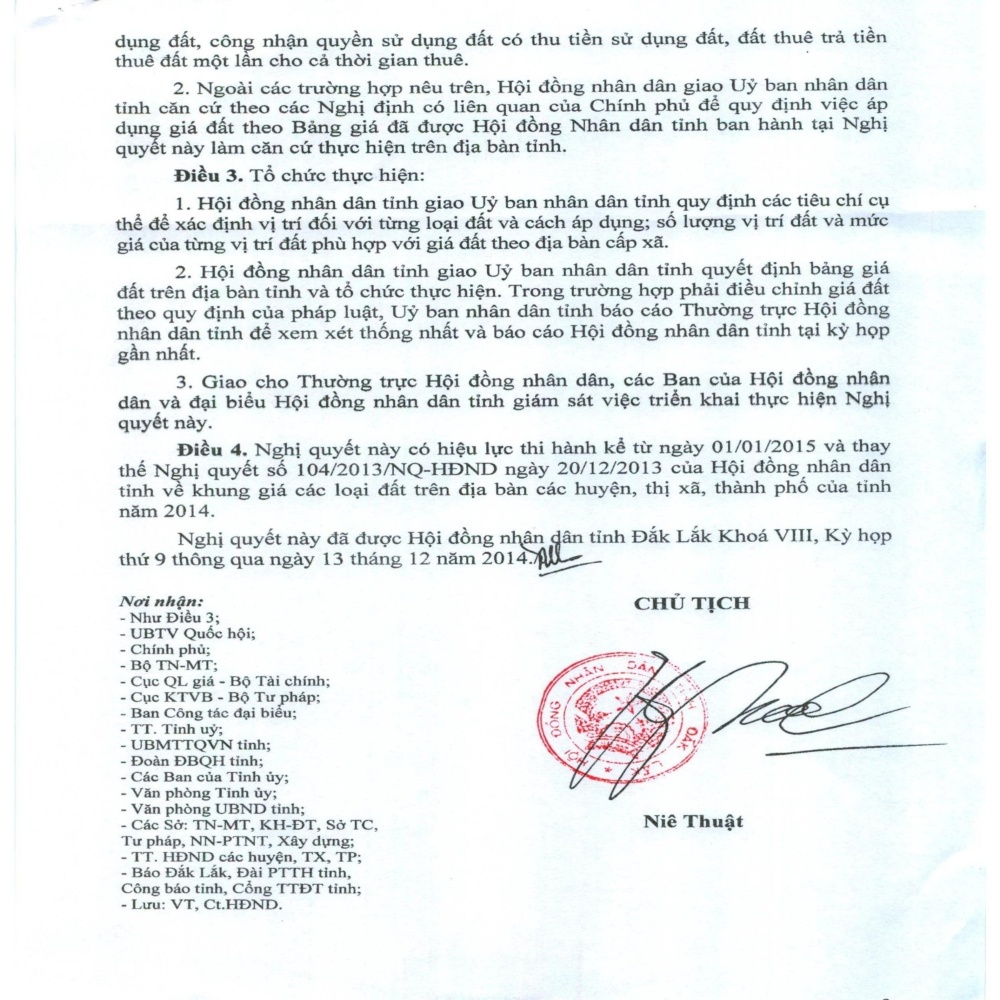 dụng đất, công nhận quyền sử dụng đất có thu tiền sử dụng đất, đất thuê trả tiền
thuê đất một lần cho cả thời gian thuê.
2. Ngoài các trường hợp nêu trên, Hội đồng nhân dân giao Uỷ ban nhân dân
tỉnh căn cứ theo các Nghị định có liên quan của Chính phủ để quy định việc áp
dụng giá đất theo Bảng giá đã được Hội đồng Nhân dân tỉnh ban hành tại Nghị
quyết này làm căn cứ thực hiện trên địa bàn tỉnh.
Điều 3. Tổ chức thực hiện:
1. Hội đồng nhân dân tỉnh giao Uỷ ban nhân dân tỉnh quy định các tiêu chí cụ
thể để xác định vị trí đối với từng loại đất và cách áp dụng; số lượng vị trí đất và mức
giá của từng vị trí đất phù hợp với giá đất theo địa bàn cấp xã.
2. Hội đồng nhân dân tỉnh giao Uỷ ban nhân dân tỉnh quyết định bảng giá
đất trên địa bàn tỉnh và tổ chức thực hiện. Trong trường hợp phải điều chỉnh giá đất
theo quy định của pháp luật, Uỷ ban nhân dân tỉnh báo cáo Thường trực Hội đồng
nhân dân tỉnh để xem xét thống nhất và báo cáo Hội đồng nhân dân tỉnh tại kỳ họp
gần nhất.
3. Giao cho Thường trực Hội đồng nhân dân, các Ban của Hội đồng nhân
dân và đại biểu Hội đồng nhân dân tỉnh giám sát việc triển khai thực hiện Nghị
quyết này.
Điều 4. Nghị quyết này có hiệu lực thi hành kể từ ngày 01/01/2015 và thay
thế Nghị quyết số 104/2013/NQ-HĐND ngày 20/12/2013 của Hội đồng nhân dân
tỉnh về khung giá các loại đất trên địa bàn các huyện, thị xã, thành phố của tỉnh
năm 2014.
Nghị quyết này đã được Hội đồng nhân dân tỉnh Đắk Lắk Khoá VIII, Kỳ họp
thứ 9 thông qua ngày 13 tháng 12 năm 2014./.
Nơi nhận:
- Như Điều 3;
- UBTV Quốc hội;
- Chính phủ;
- Bộ TN-MT;
- Cục QL giá - Bộ Tài chính;
- Cục KTVB - Bộ Tư pháp;
- Ban Công tác đại biểu;
- TT. Tỉnh uỷ;
- UBMTTQVN tỉnh;
- Đoàn ĐBQH tỉnh;
- Các Ban của Tỉnh ủy;
- Văn phòng Tỉnh ủy;
- Văn phòng UBND tỉnh;
- Các Sở: TN-MT, KH-ĐT, Sở TC,
Tư pháp, NN-PTNT, Xây dựng;
- TT. HĐND các huyện, TX, TP;
- Báo Đắk Lắk, Đài PTTH tỉnh,
Công báo tỉnh, Cổng TTĐT tỉnh;
- Lưu: VT, Ct.HĐND.
CHỦ TỊCH
HỘI ĐỒNG NHÂN DÂN TỈNH ĐẮK LẮK
Niê Thuật